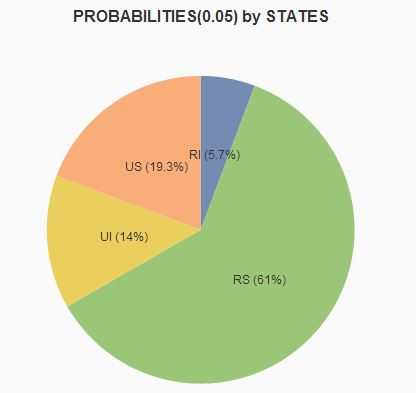 PROBABILITIES(0.05) by STATES
RI (5.7%)
US (19.3%)
UI (14%)
RS (61%)